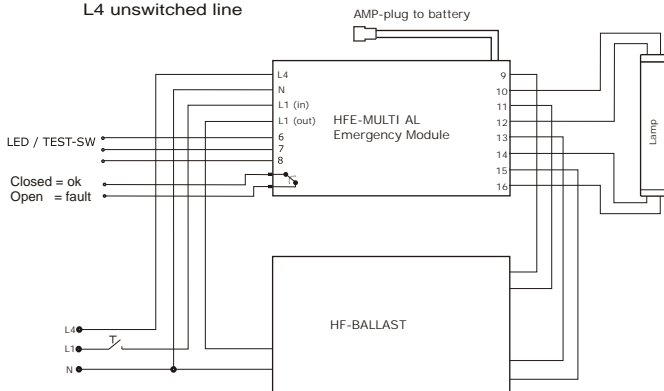 L4 unswitched line
AMP-plug to battery
L4
N
L1 (in)
L1 (out)
6
7
8
HFE-MULTI AL
Emergency Module
9
10
11
12
13
14
15
16
Lamp
LED / TEST-SW
Closed = ok
Open = fault
HF-BALLAST
L4
L1
N